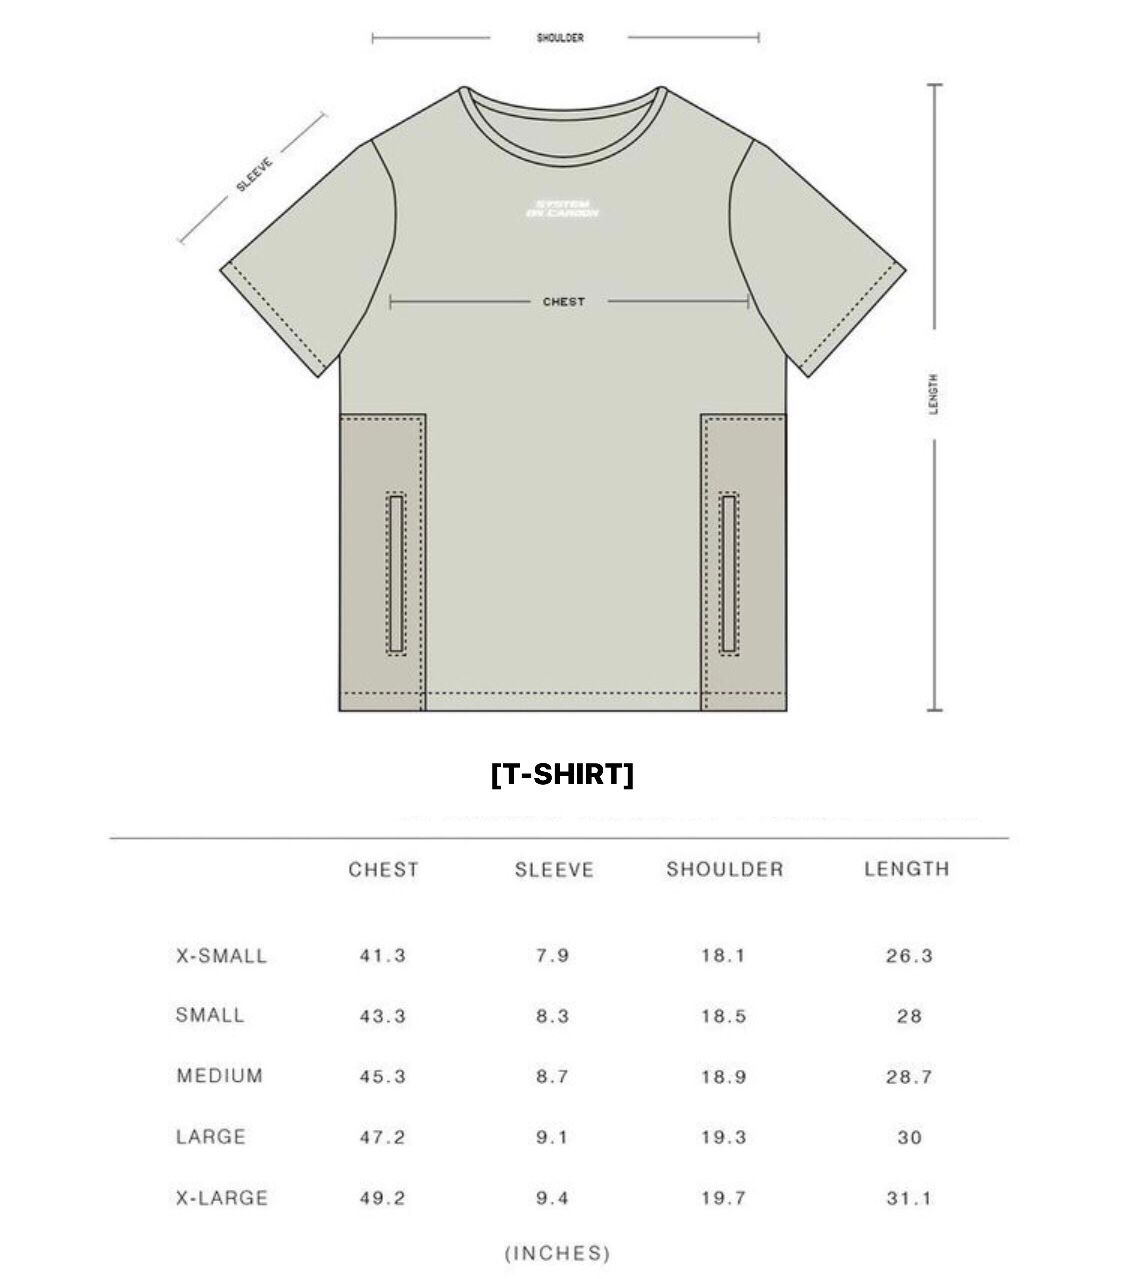 SHOULDER
SLEEVE
SYSTEM
ON CARBON
CHEST
LENGTH
[T-SHIRT]
CHEST SLEEVE SHOULDER LENGTH
X-SMALL 41.3 7.9 18.1 26.3
SMALL 43.3 8.3 18.5 28
MEDIUM 45.3 8.7 18.9 28.7
LARGE 47.2 9.1 19.3 30
X-LARGE 49.2 9.4 19.7 31.1
(INCHES)